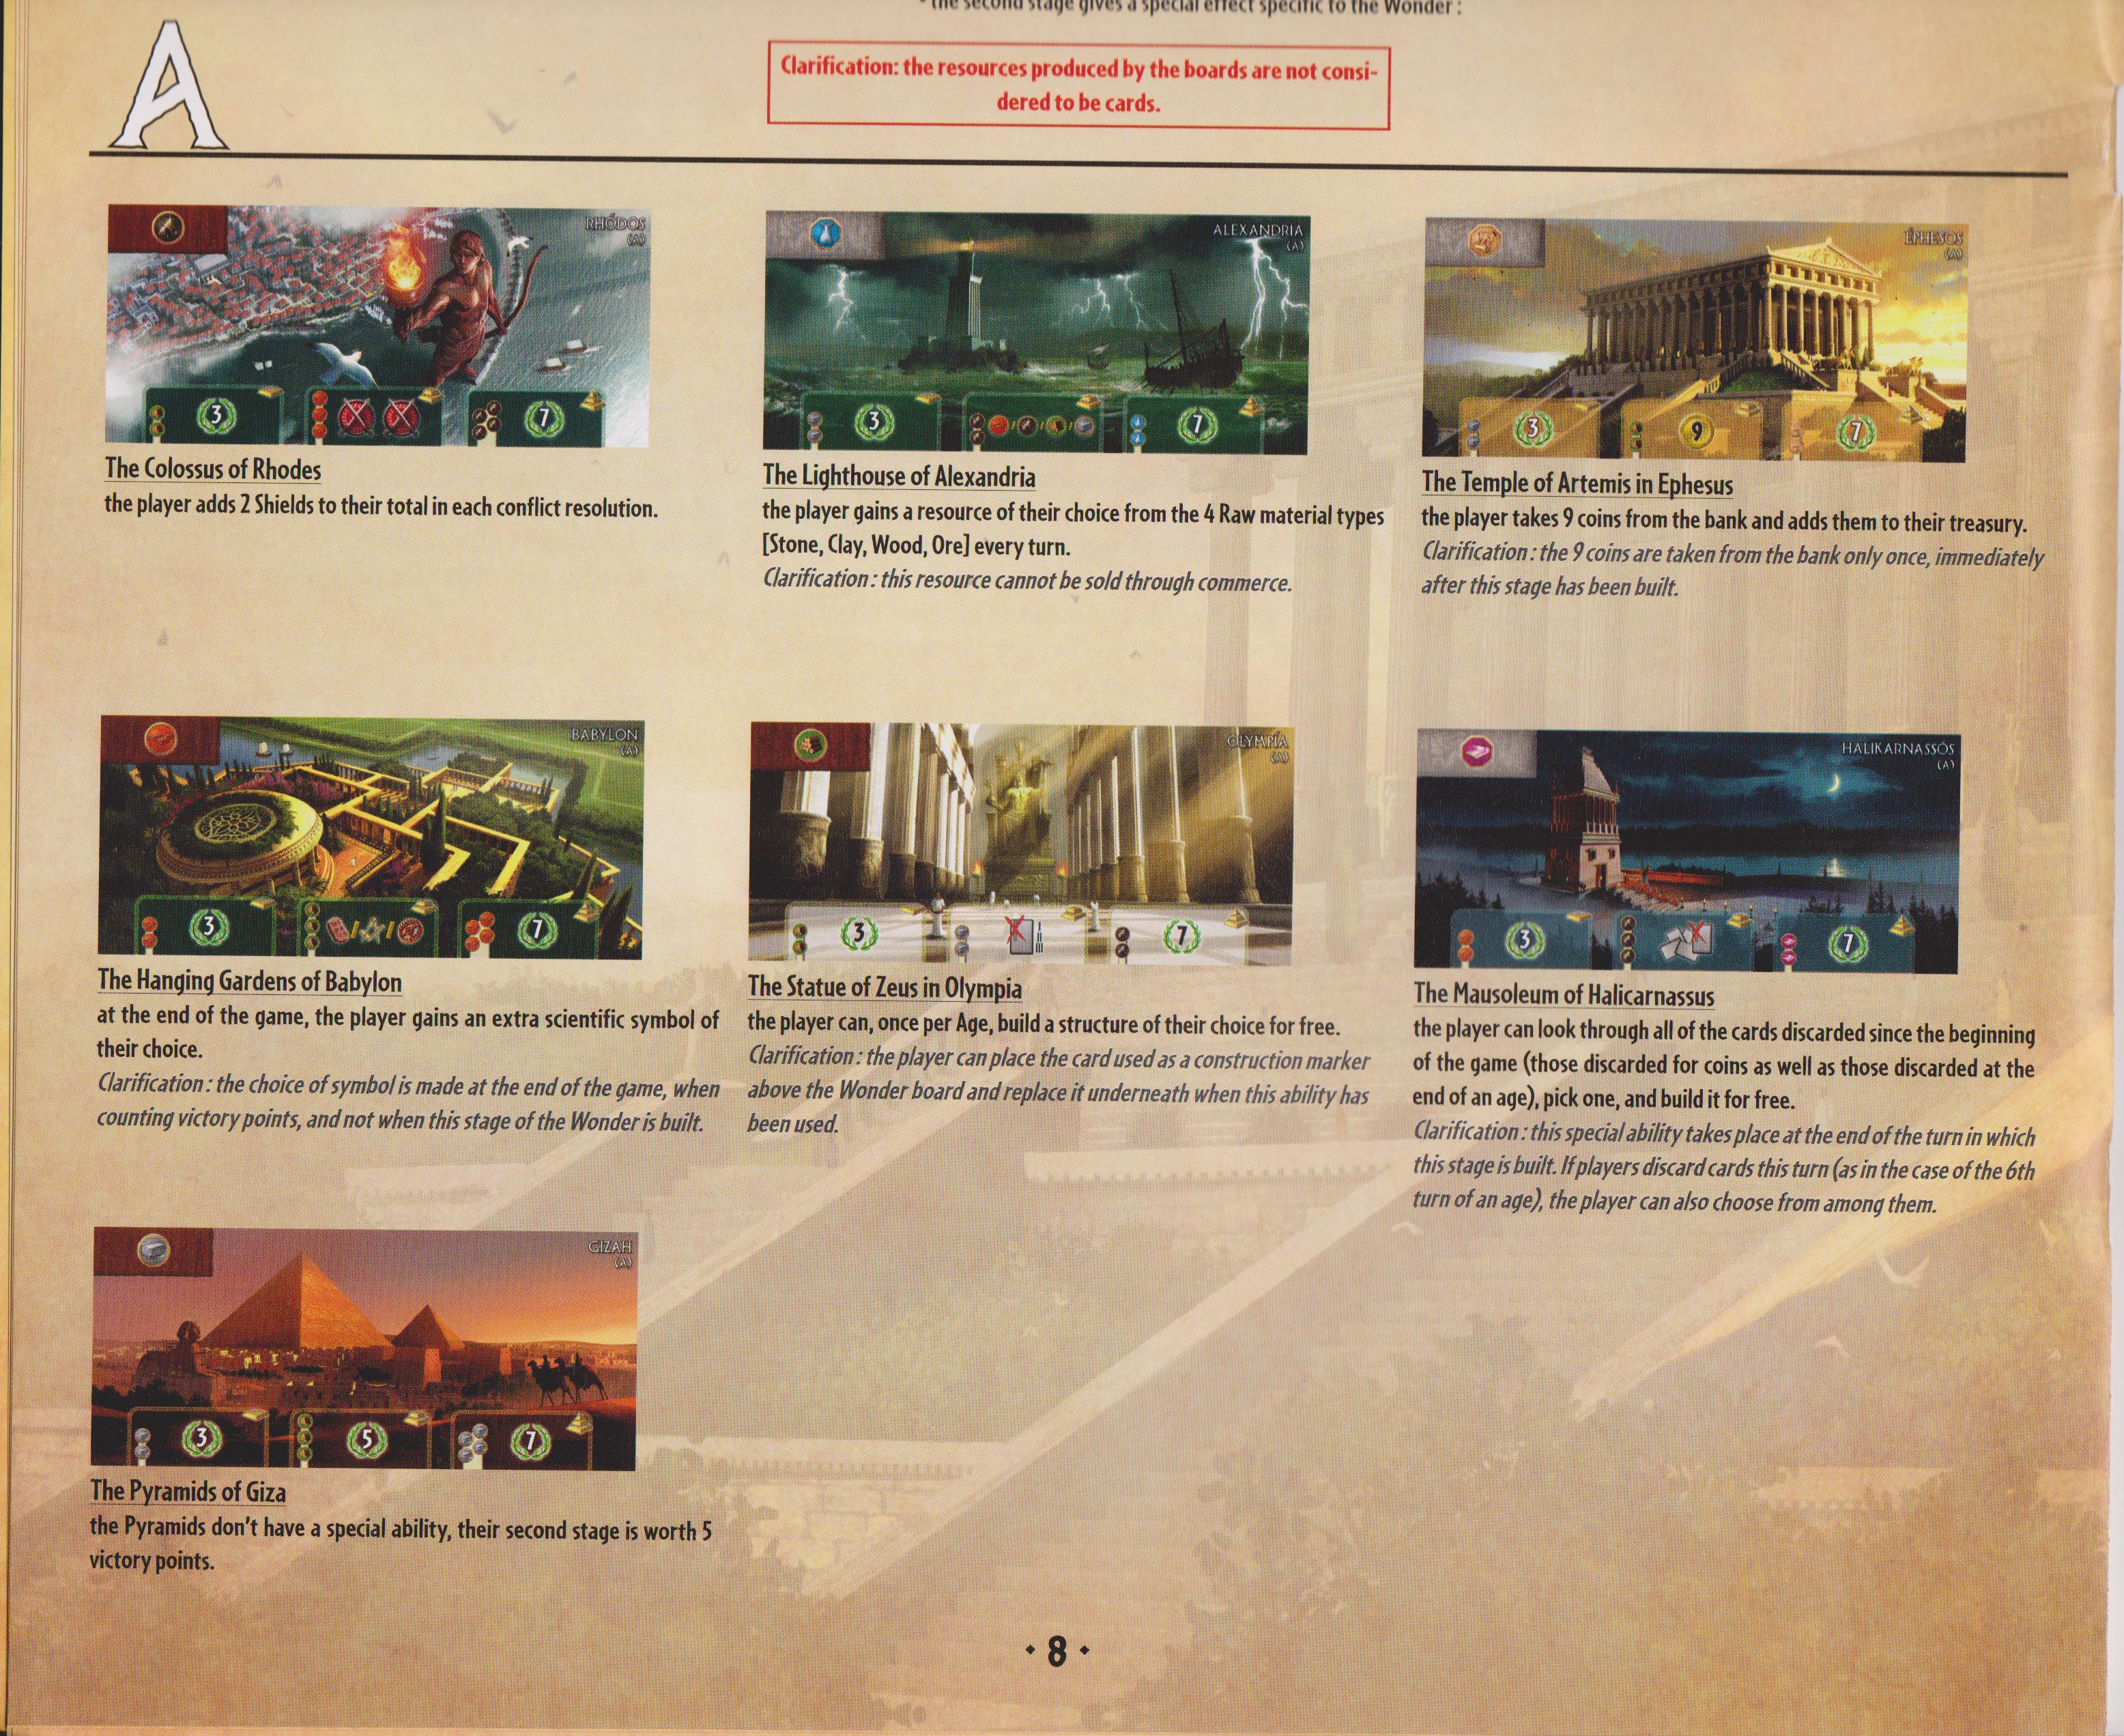 - the second stage gives a special effect specific to the Wonder :
Clarification: the resources produced by the boards are not consi-
dered to be cards.
A
RHÓDOS
(A)
3
7
The Colossus of Rhodes
the player adds 2 Shields to their total in each conflict resolution.
ALEXANDRIA
(A)
3
7
The Lighthouse of Alexandria
the player gains a resource of their choice from the 4 Raw material types
[Stone, Clay, Wood, Ore] every turn.
Clarification : this resource cannot be sold through commerce.
ÉPHESOS
(A)
3
9
7
The Temple of Artemis in Ephesus
the player takes 9 coins from the bank and adds them to their treasury.
Clarification : the 9 coins are taken from the bank only once, immediately
after this stage has been built.
BABYLON
(A)
3
7
The Hanging Gardens of Babylon
at the end of the game, the player gains an extra scientific symbol of
their choice.
Clarification : the choice of symbol is made at the end of the game, when
counting victory points, and not when this stage of the Wonder is built.
OLYMPÍA
(A)
3
7
The Statue of Zeus in Olympia
the player can, once per Age, build a structure of their choice for free.
Clarification : the player can place the card used as a construction marker
above the Wonder board and replace it underneath when this ability has
been used.
HALIKARNASSÓS
(A)
3
7
The Mausoleum of Halicarnassus
the player can look through all of the cards discarded since the beginning
of the game (those discarded for coins as well as those discarded at the
end of an age), pick one, and build it for free.
Clarification : this special ability takes place at the end of the turn in which
this stage is built. If players discard cards this turn (as in the case of the 6th
turn of an age), the player can also choose from among them.
GIZAH
(A)
3
5
7
The Pyramids of Giza
the Pyramids don't have a special ability, their second stage is worth 5
victory points.
• 8 •